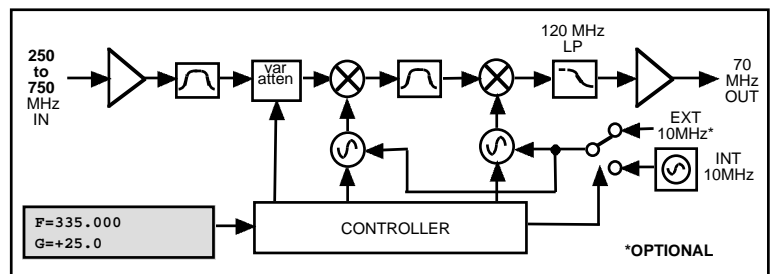 250
to
750
MHz
IN
var
atten
120 MHz
LP
70
MHz
OUT
EXT
10MHz*
INT
10MHz
F=335.000
G=+25.0
CONTROLLER
*OPTIONAL